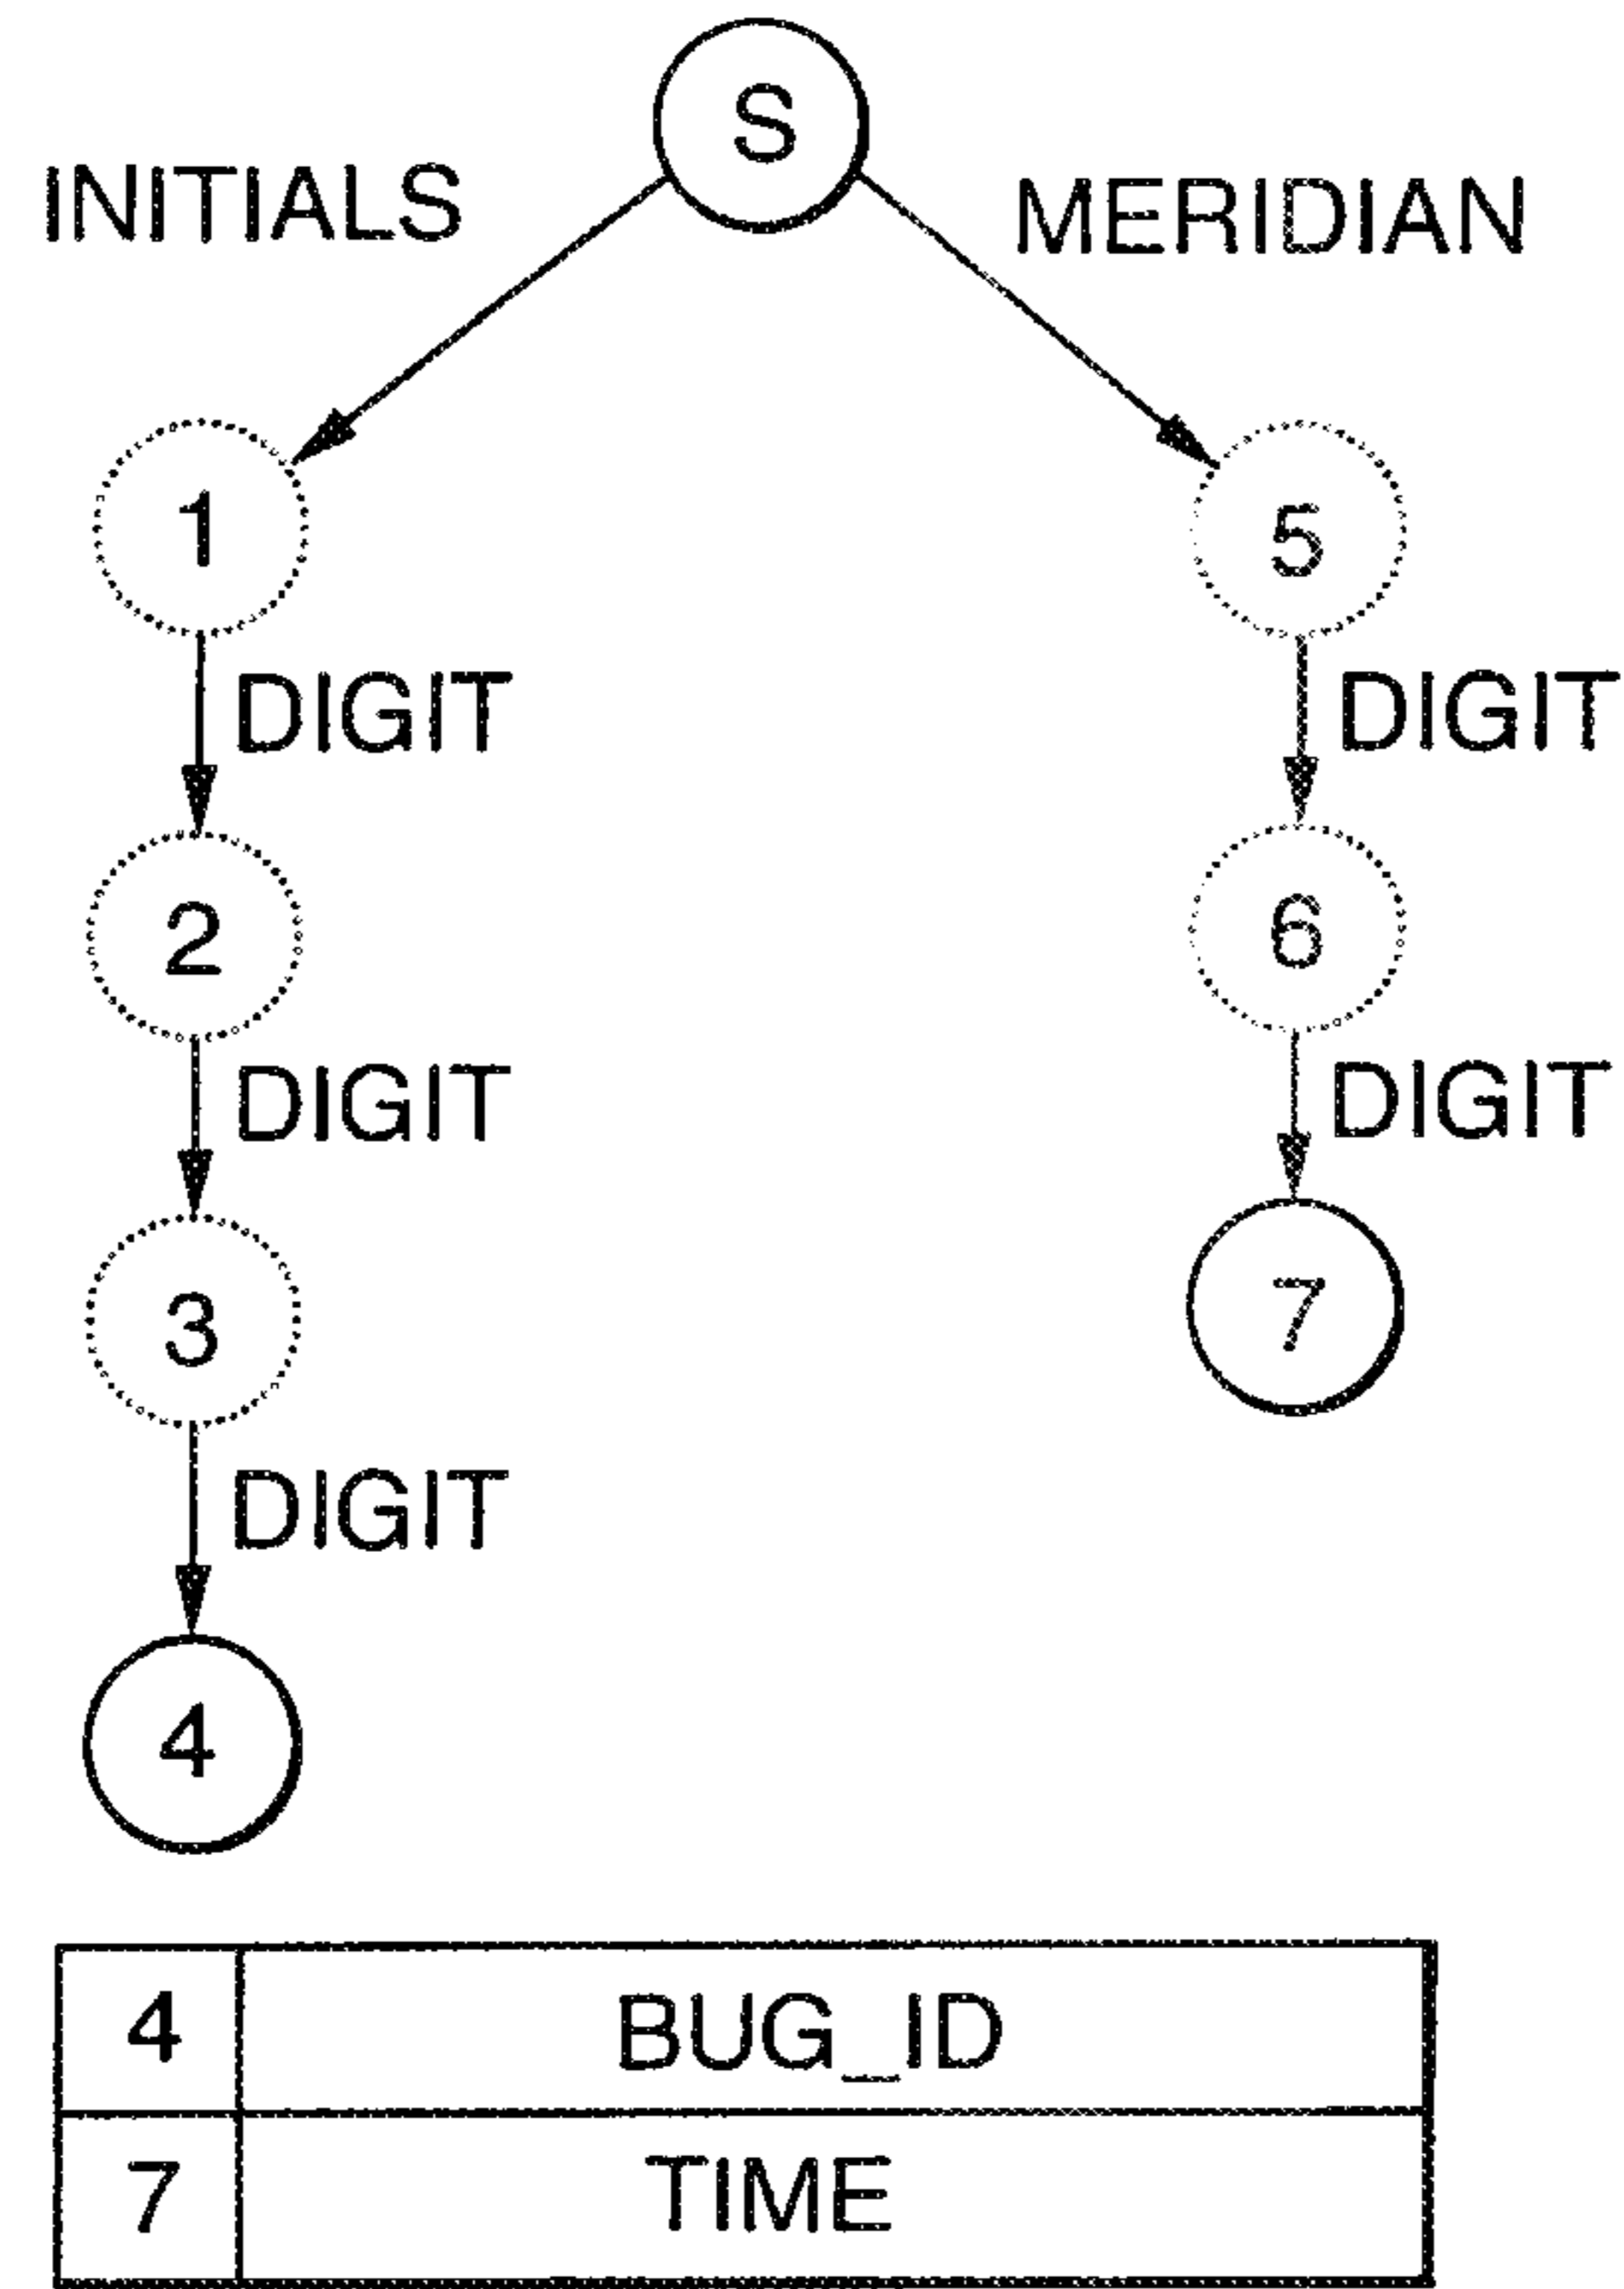 S
INITIALS MERIDIAN
1 5
DIGIT DIGIT
2 6
DIGIT DIGIT
3 7
DIGIT
4
4 BUG_ID
7 TIME